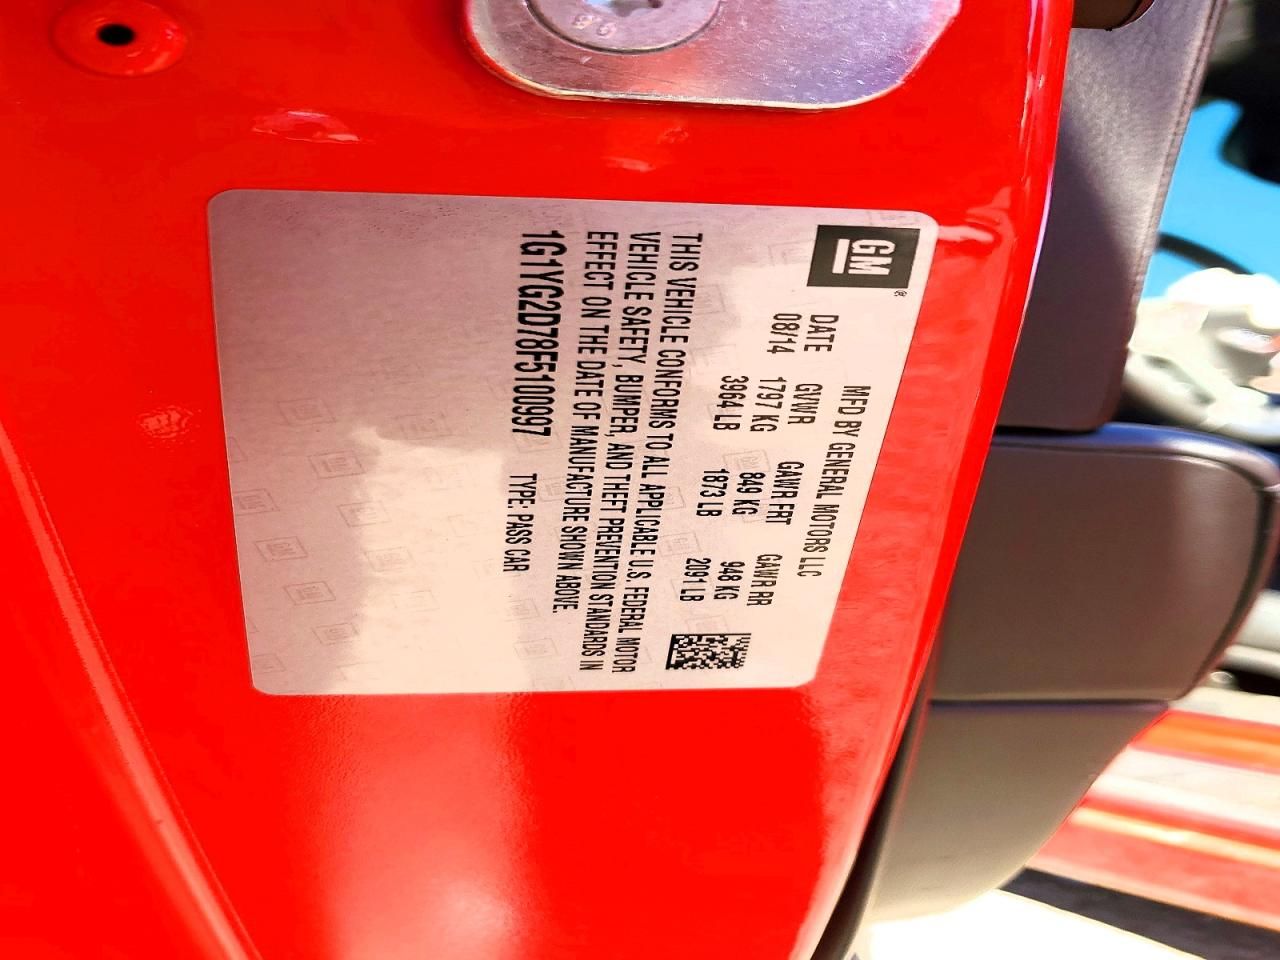 GM®
MFD BY GENERAL MOTORS LLC
DATE GVWR GAWR FRT GAWR RR
08/14 1797 KG 849 KG 948 KG
3964 LB 1873 LB 2091 LB
THIS VEHICLE CONFORMS TO ALL APPLICABLE U.S. FEDERAL MOTOR
VEHICLE SAFETY, BUMPER, AND THEFT PREVENTION STANDARDS IN
EFFECT ON THE DATE OF MANUFACTURE SHOWN ABOVE.
1G1YG2D78F5100997 TYPE: PASS CAR